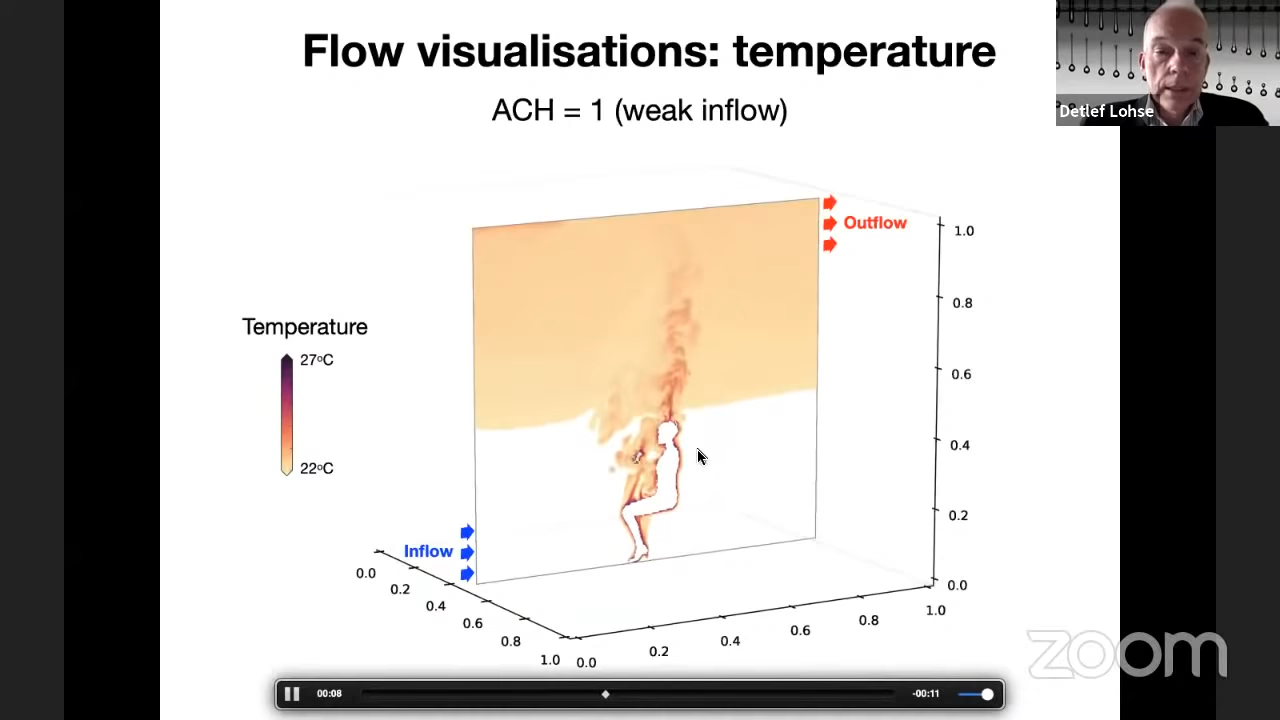 Flow visualisations: temperature
Detlef Lohse
ACH = 1 (weak inflow)
Outflow
1.0
0.8
Temperature
27°C
0.6
0.4
22°C
0.2
Inflow
0.0
0.0
0.2
0.4
0.6
0.8
1.0
0.0
0.2
0.4
0.6
0.8
1.0
zoom
00:08
-00:11